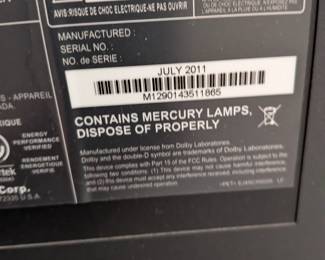 AVIS:RISQUE DE CHOC ELECTRIQUE-NE PAS OUVRIR
MANUFACTURED :
SERIAL NO. :
NO. de SERIE :
JULY 2011
M1290143511865
CONTAINS MERCURY LAMPS,
DISPOSE OF PROPERLY
S - APPAREIL
ADA.
ENERGY
PERFORMANCE
VERIFIED
RENDEMENT
ENERGETIQUE
VERIFIE
Corp.
72335 U.S.A
Manufactured under license from Dolby Laboratories.
Dolby and the double-D symbol are trademarks of Dolby Laboratories.
This device complies with Part 15 of the FCC Rules. Operation is subject to the
following two conditions: (1) This device may not cause harmful interference,
and (2) this device must accept any interference received, including interference
that may cause undesired operation.